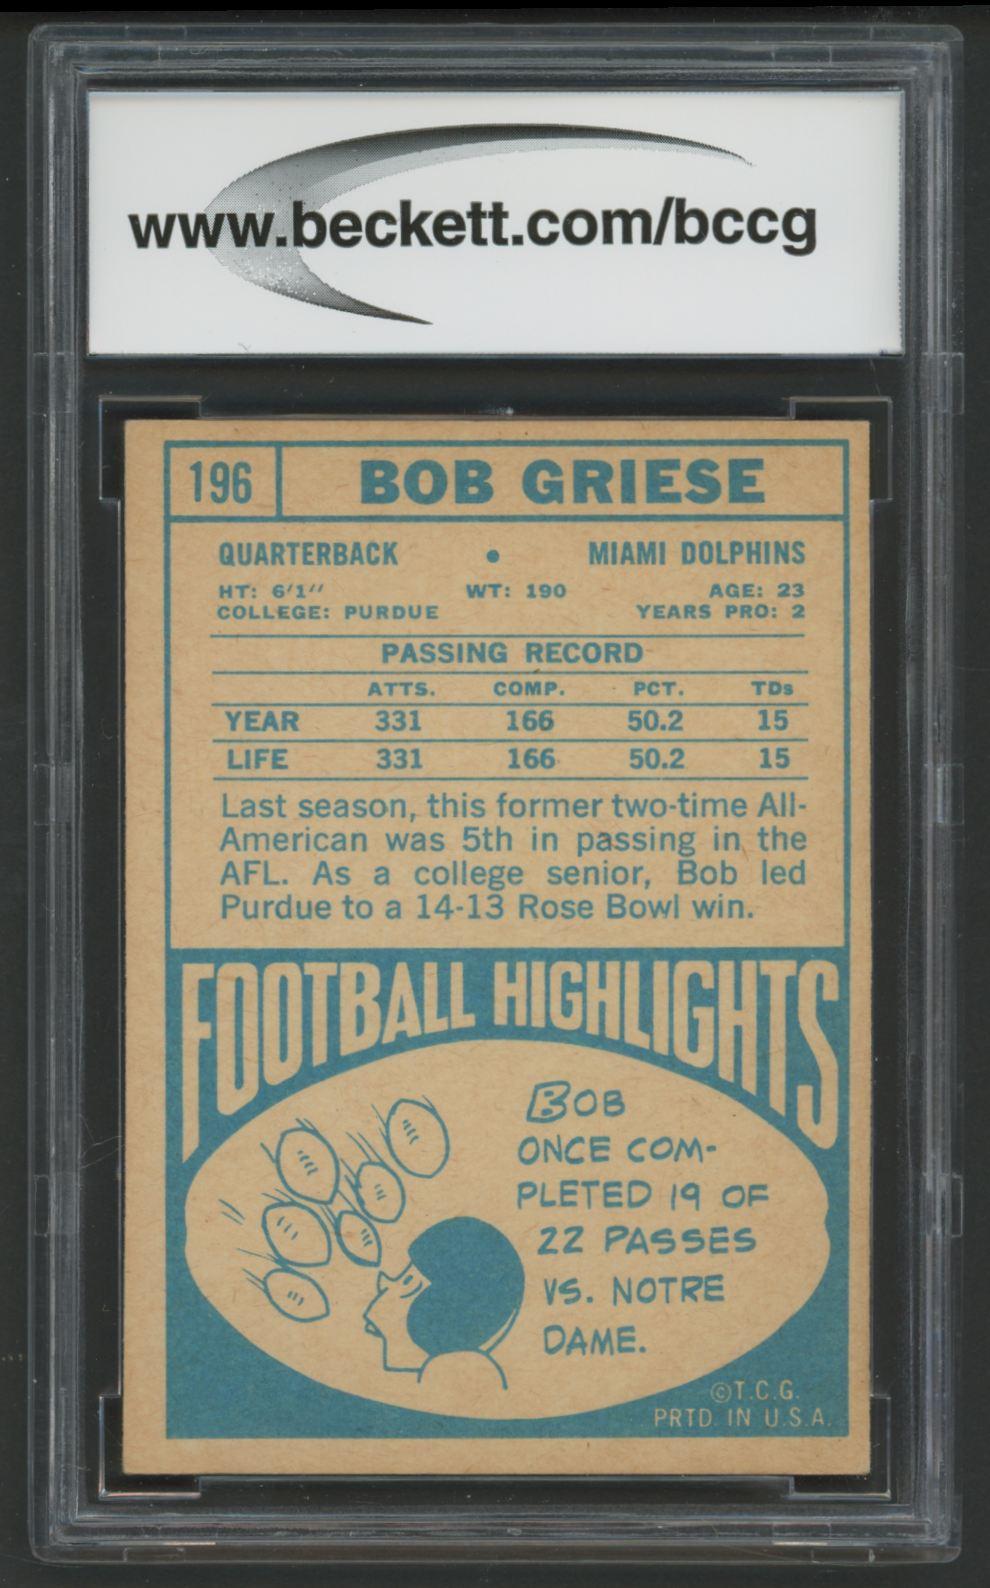 www.beckett.com/bccg
196 BOB GRIESE
QUARTERBACK • MIAMI DOLPHINS
HT: 6'1" WT: 190 AGE: 23
COLLEGE: PURDUE YEARS PRO: 2
PASSING RECORD
ATTS. COMP. PCT. TDs
YEAR 331 166 50.2 15
LIFE 331 166 50.2 15
Last season, this former two-time All-
American was 5th in passing in the
AFL. As a college senior, Bob led
Purdue to a 14-13 Rose Bowl win.
FOOTBALL HIGHLIGHTS
BOB
ONCE COM-
PLETED 19 OF
22 PASSES
VS. NOTRE
DAME.
©T.C.G.
PRTD. IN U.S.A.